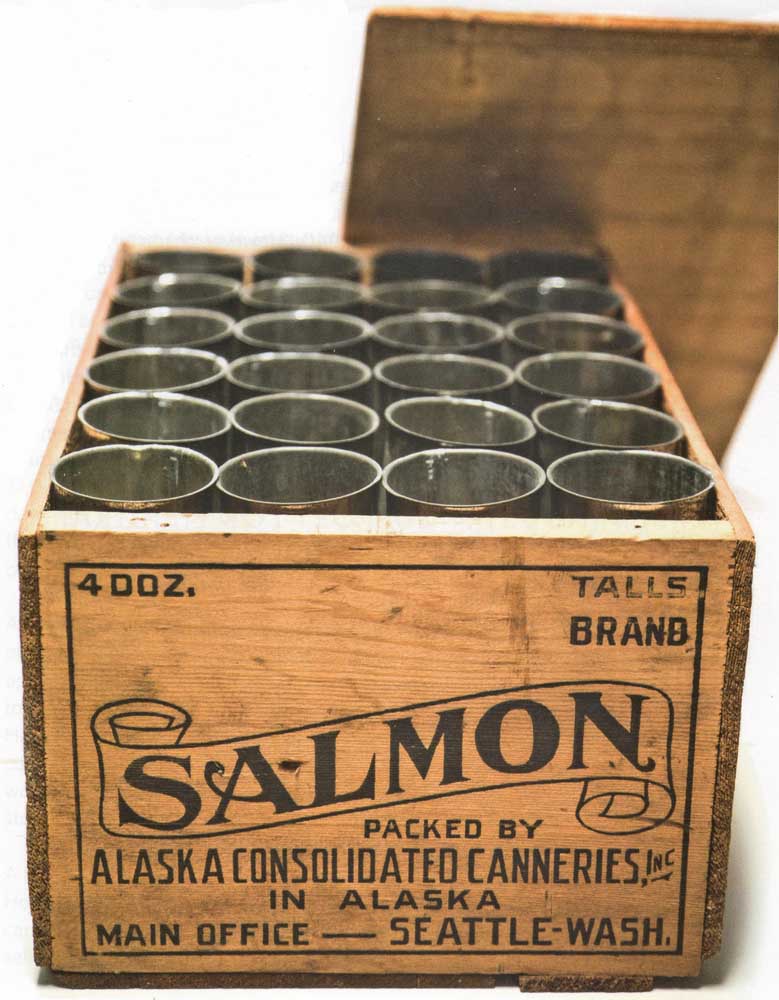 4 DOZ. TALLS
BRAND
SALMON
PACKED BY
ALASKA CONSOLIDATED CANNERIES, INC
IN ALASKA
MAIN OFFICE — SEATTLE-WASH.